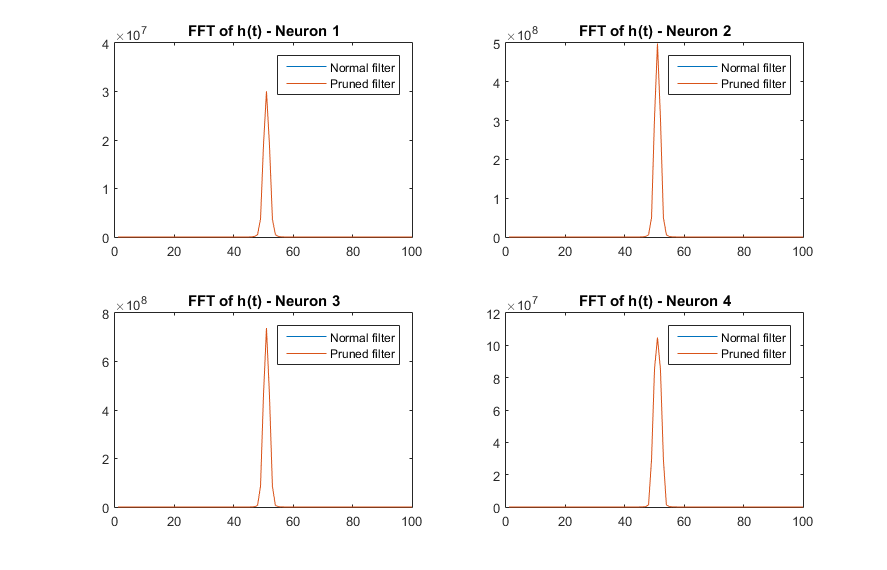 FFT of h(t) - Neuron 1
×10^7
4
3
2
1
0
0 20 40 60 80 100
Normal filter
Pruned filter
FFT of h(t) - Neuron 2
×10^8
5
4
3
2
1
0
0 20 40 60 80 100
Normal filter
Pruned filter
FFT of h(t) - Neuron 3
×10^8
8
6
4
2
0
0 20 40 60 80 100
Normal filter
Pruned filter
FFT of h(t) - Neuron 4
×10^7
12
10
8
6
4
2
0
0 20 40 60 80 100
Normal filter
Pruned filter